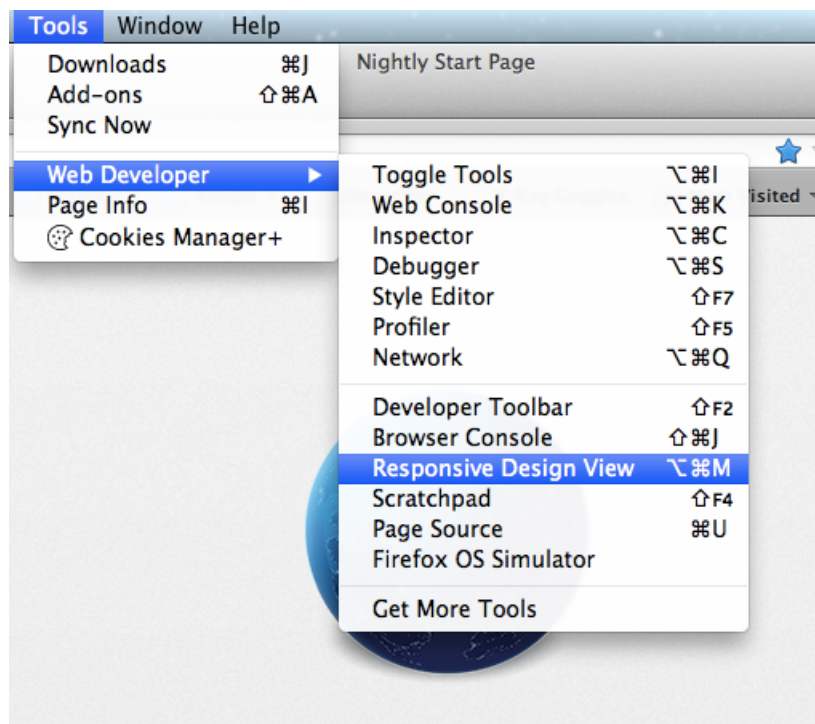 Tools Window Help
Nightly Start Page
Downloads ⌘J
Add-ons ⇧⌘A
Sync Now
Web Developer ▶
Page Info ⌘I
Cookies Manager+
Toggle Tools ⌥⌘I
Web Console ⌥⌘K
Inspector ⌥⌘C
Debugger ⌥⌘S
Style Editor ⇧F7
Profiler ⇧F5
Network ⌥⌘Q
Developer Toolbar ⇧F2
Browser Console ⇧⌘J
Responsive Design View ⌥⌘M
Scratchpad ⇧F4
Page Source ⌘U
Firefox OS Simulator
Get More Tools
isited